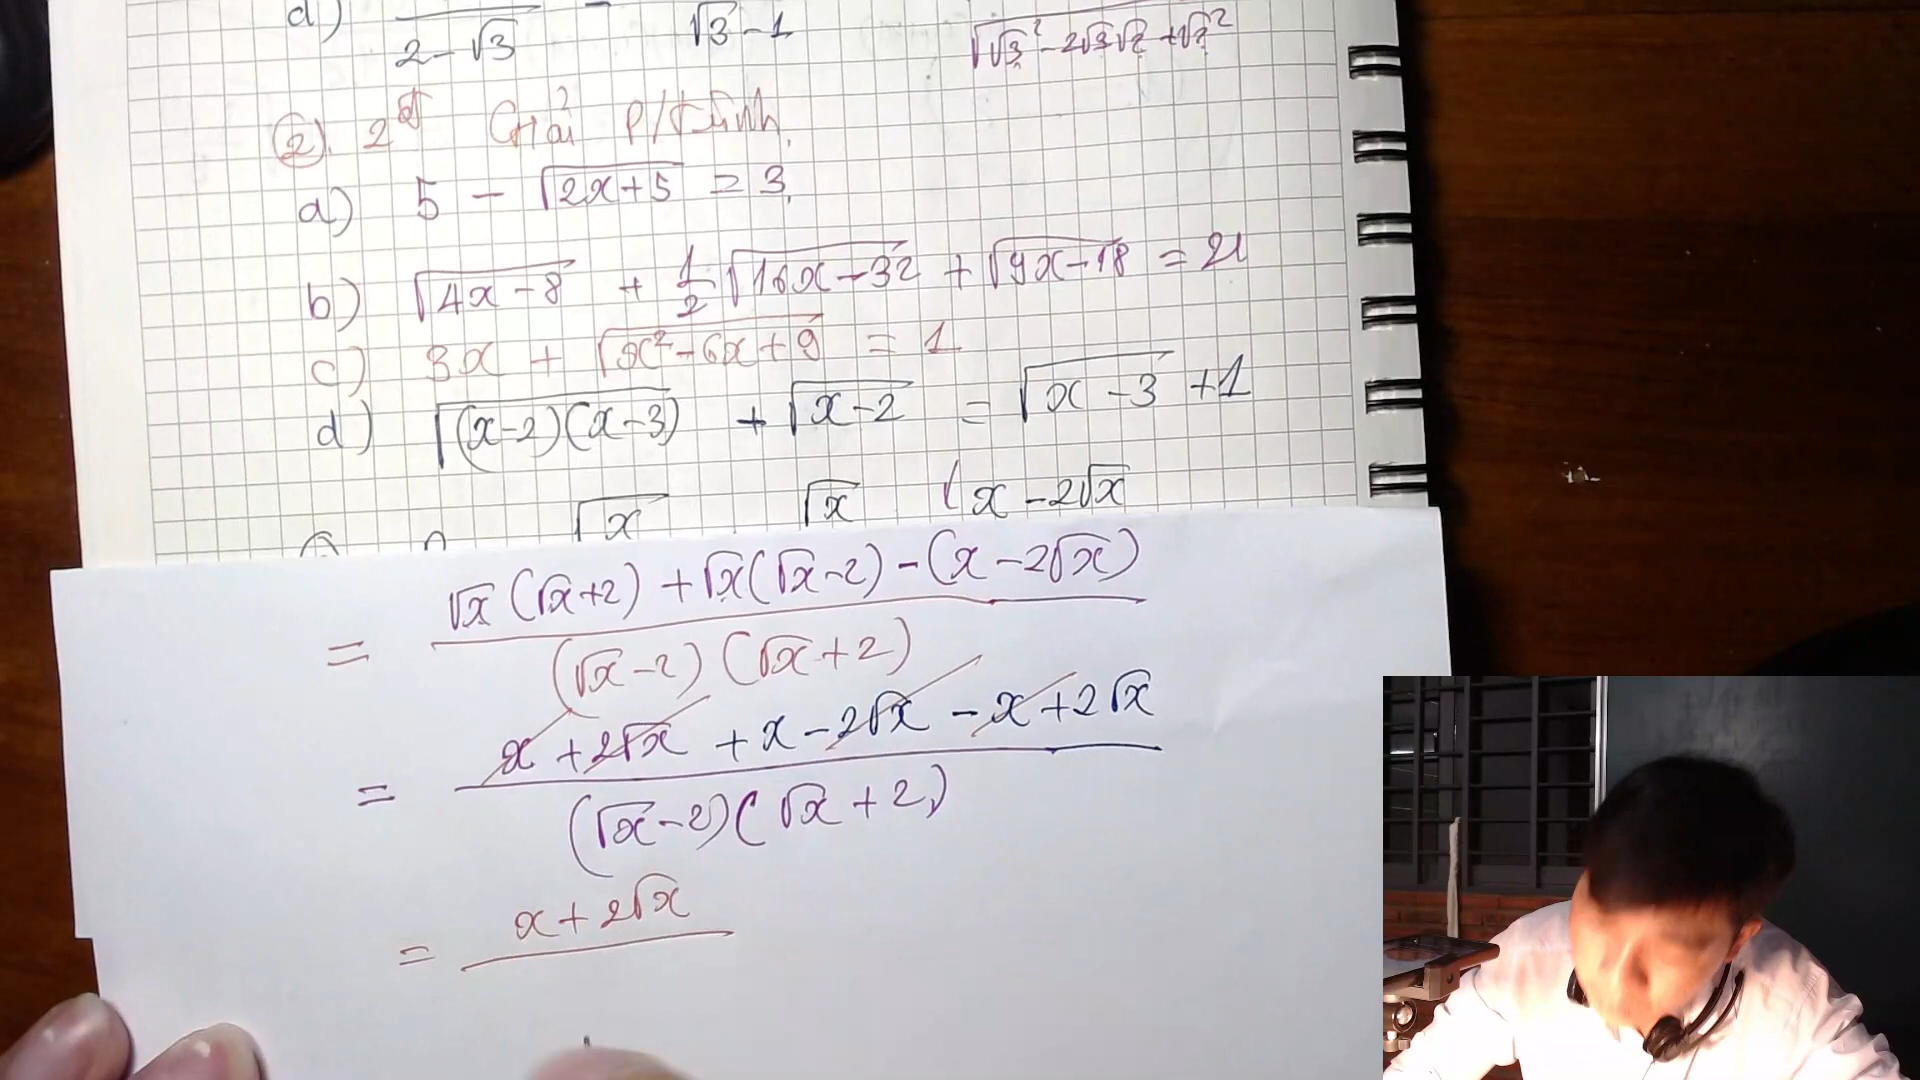 d) 2-√3 - √3-1 √√3²-2√3√2+√2²
②. 2đ Giải p/trình.
a) 5 - √2x+5 = 3.
b) √4x-8 + 1/2 √16x-32 + √9x-18 = 21
c) 3x + √x²-6x+9 = 1
d) √(x-2)(x-3) + √x-2 = √x-3 +1
√x √x (x-2√x
= √x(√x+2)+√x(√x-2)-(x-2√x) / (√x-2)(√x+2)
= x+2√x+x-2√x-x+2√x / (√x-2)(√x+2)
= x+2√x